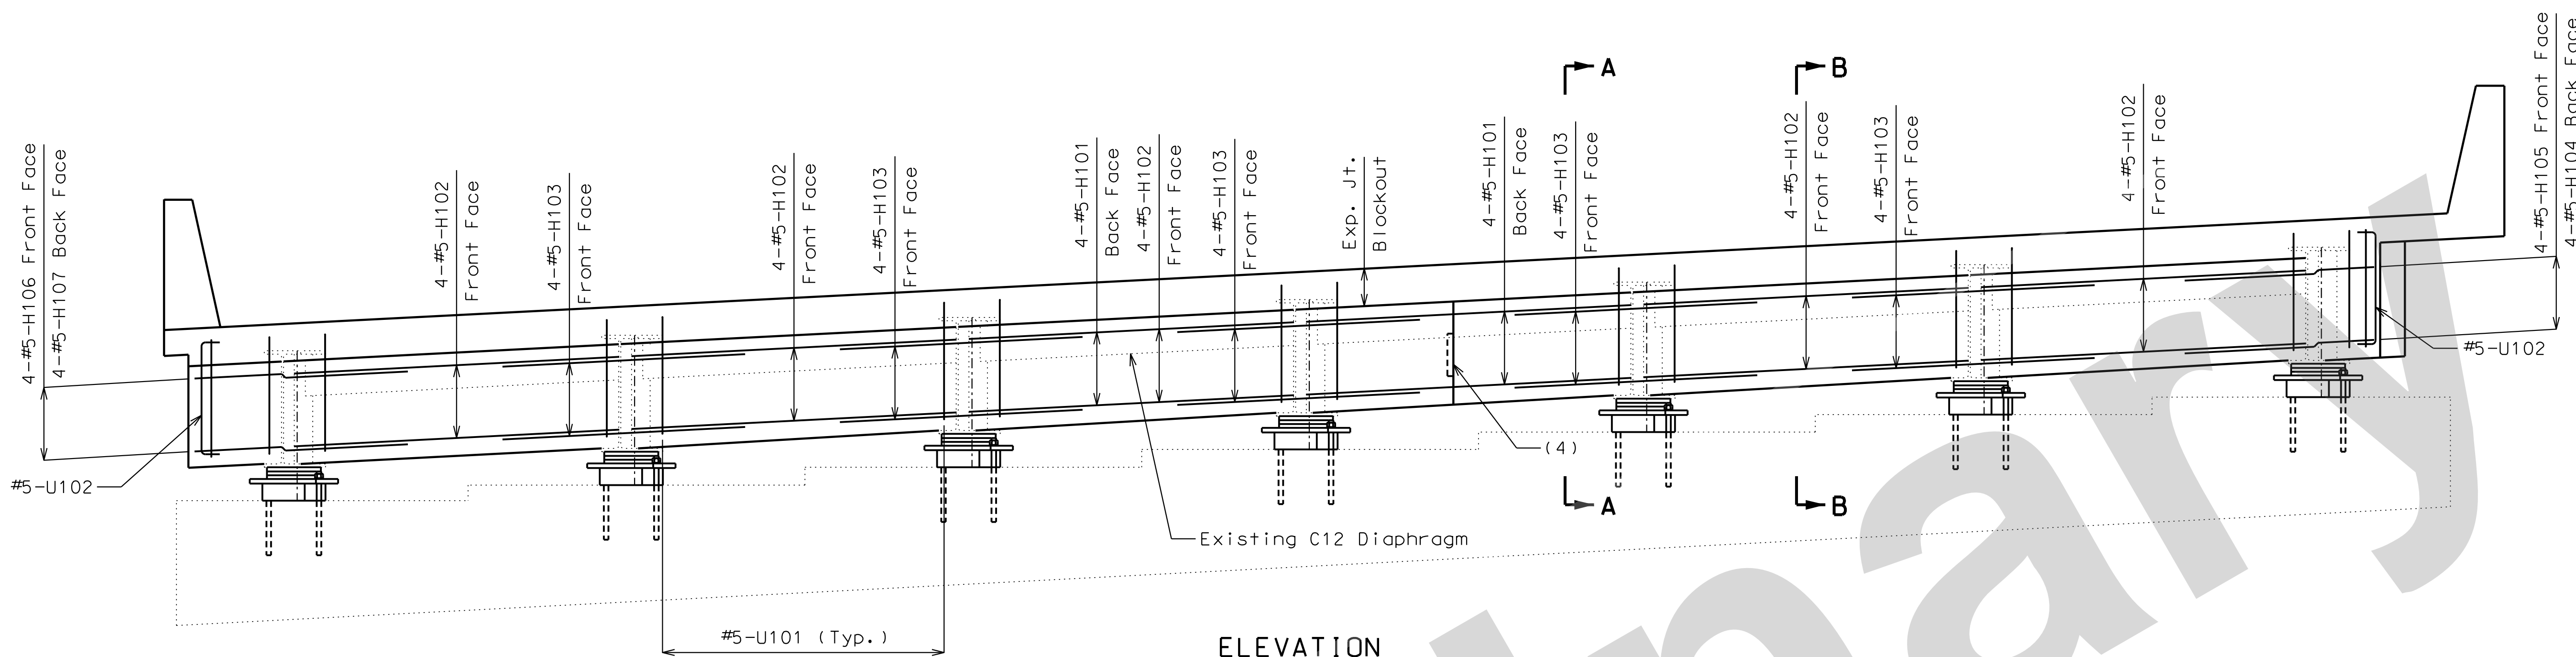 4-#5-H106 Front Face
4-#5-H107 Back Face
4-#5-H102
Front Face
4-#5-H103
Front Face
4-#5-H102
Front Face
4-#5-H103
Front Face
4-#5-H101
Back Face
4-#5-H102
Front Face
4-#5-H103
Front Face
Exp. Jt.
Blockout
4-#5-H101
Back Face
4-#5-H103
Front Face
A
B
4-#5-H102
Front Face
4-#5-H103
Front Face
4-#5-H102
Front Face
4-#5-H105 Front Face
4-#5-H104 Back Face
#5-U102
#5-U102
(4)
A
B
Existing C12 Diaphragm
#5-U101 (Typ.)
ELEVATION
nary